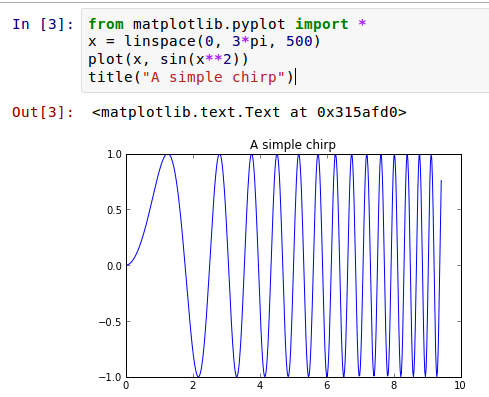 In [3]: from matplotlib.pyplot import *
x = linspace(0, 3*pi, 500)
plot(x, sin(x**2))
title("A simple chirp")
Out[3]: <matplotlib.text.Text at 0x315afd0>
A simple chirp
1.0
0.5
0.0
−0.5
−1.0
0 2 4 6 8 10